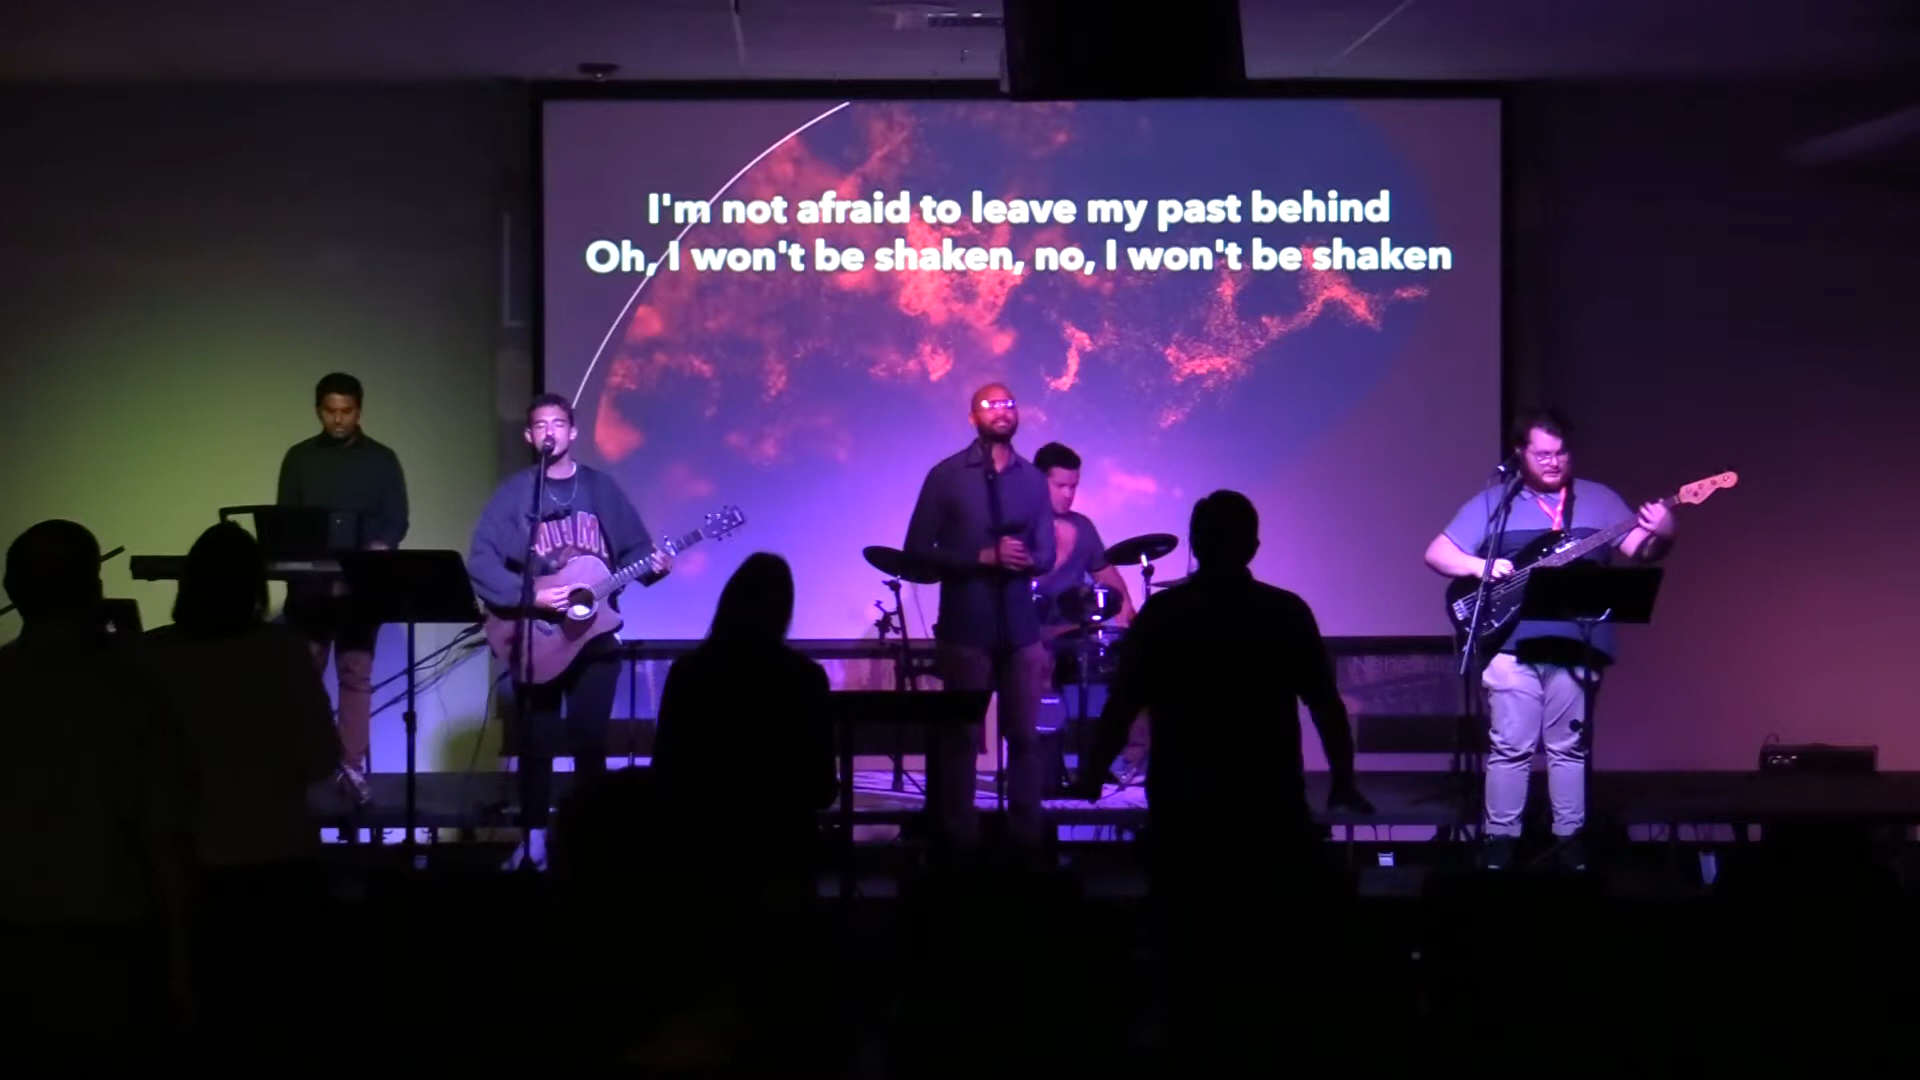 I'm not afraid to leave my past behind
Oh, I won't be shaken, no, I won't be shaken